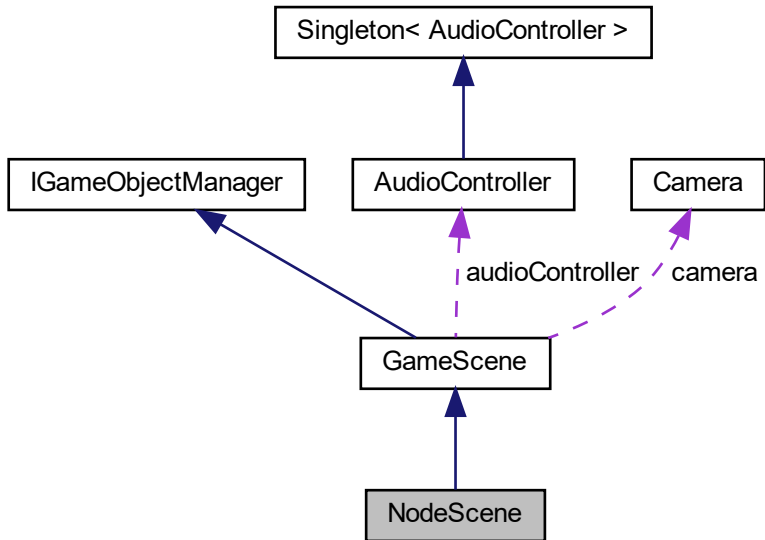 Singleton< AudioController >
IGameObjectManager
AudioController
Camera
audioController
camera
GameScene
NodeScene